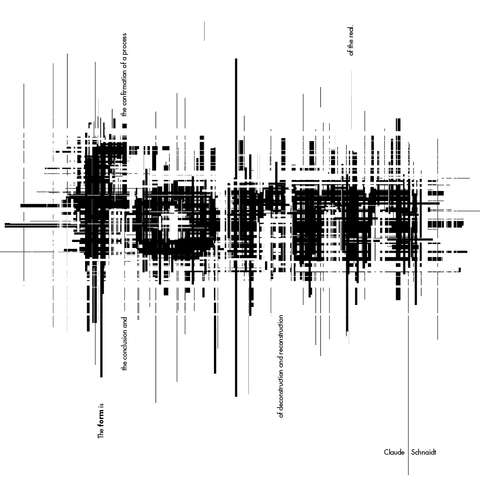 form
The form is
the conclusion and
the confirmation of a process
of deconstruction and reconstruction
of the real.
Claude Schnaidt